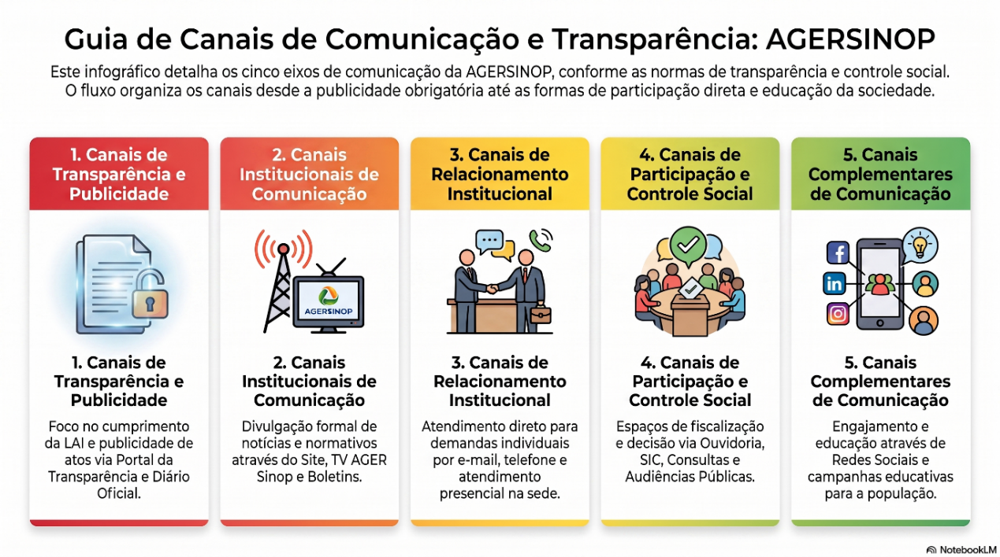 Guia de Canais de Comunicação e Transparência: AGERSINOP
Este infográfico detalha os cinco eixos de comunicação da AGERSINOP, conforme as normas de transparência e controle social.
O fluxo organiza os canais desde a publicidade obrigatória até as formas de participação direta e educação da sociedade.
1. Canais de
Transparência e
Publicidade
2. Canais
Institucionais de
Comunicação
3. Canais de
Relacionamento
Institucional
4. Canais de
Participação e
Controle Social
5. Canais
Complementares
de Comunicação
AGERSINOP
f
in
1. Canais de
Transparência e
Publicidade
Foco no cumprimento
da LAI e publicidade de
atos via Portal da
Transparência e Diário
Oficial.
2. Canais
Institucionais de
Comunicação
Divulgação formal de
notícias e normativos
através do Site, TV AGER
Sinop e Boletins.
3. Canais de
Relacionamento
Institucional
Atendimento direto para
demandas individuais
por e-mail, telefone e
atendimento
presencial na sede.
4. Canais de
Participação e
Controle Social
Espaços de fiscalização
e decisão via Ouvidoria,
SIC, Consultas e
Audiências Públicas.
5. Canais
Complementares
de Comunicação
Engajamento e
educação através de
Redes Sociais e
campanhas educativas
para a população.
NotebookLM